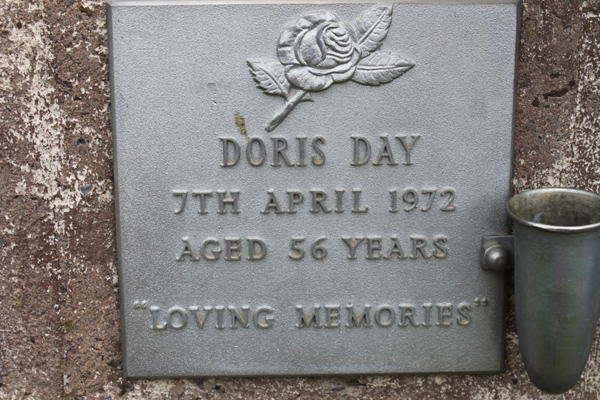 DORIS DAY
7TH APRIL 1972
AGED 56 YEARS
"LOVING MEMORIES"